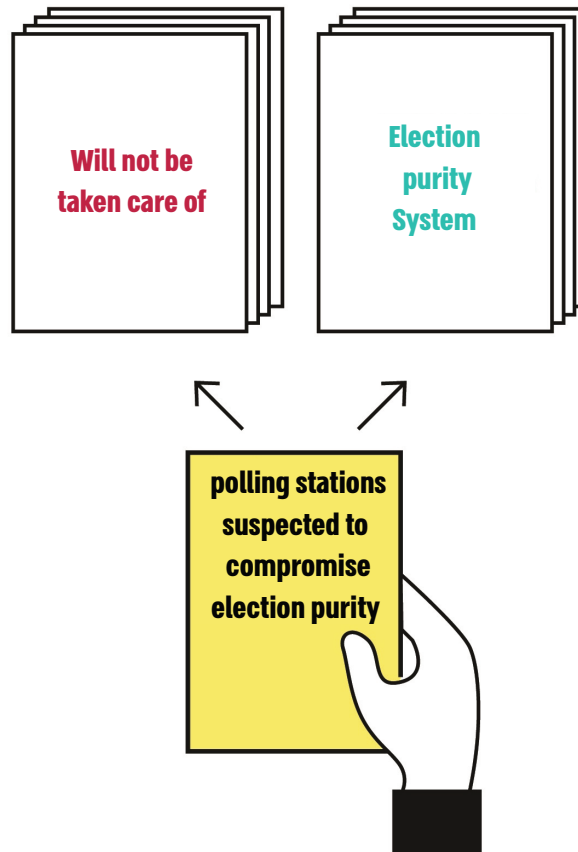 Will not be
taken care of
Election
purity
System
polling stations
suspected to
compromise
election purity